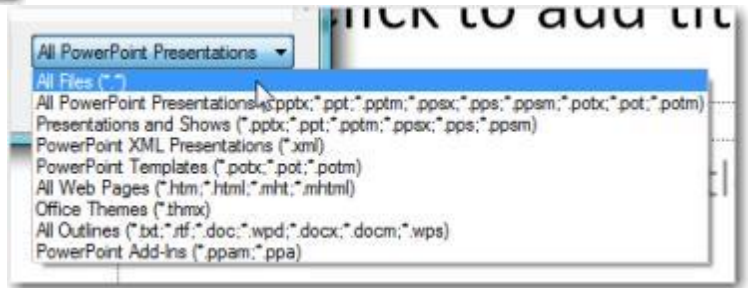 Click to add tit
All PowerPoint Presentations
All Files (*.*)
All PowerPoint Presentations (*.pptx;*.ppt;*.pptm;*.ppsx;*.pps;*.ppsm;*.potx;*.pot;*.potm)
Presentations and Shows (*.pptx;*.ppt;*.pptm;*.ppsx;*.pps;*.ppsm)
PowerPoint XML Presentations (*.xml)
PowerPoint Templates (*.potx;*.pot;*.potm)
All Web Pages (*.htm;*.html;*.mht;*.mhtml)
Office Themes (*.thmx)
All Outlines (*.txt;*.rtf;*.doc;*.wpd;*.docx;*.docm;*.wps)
PowerPoint Add-Ins (*.ppam;*.ppa)